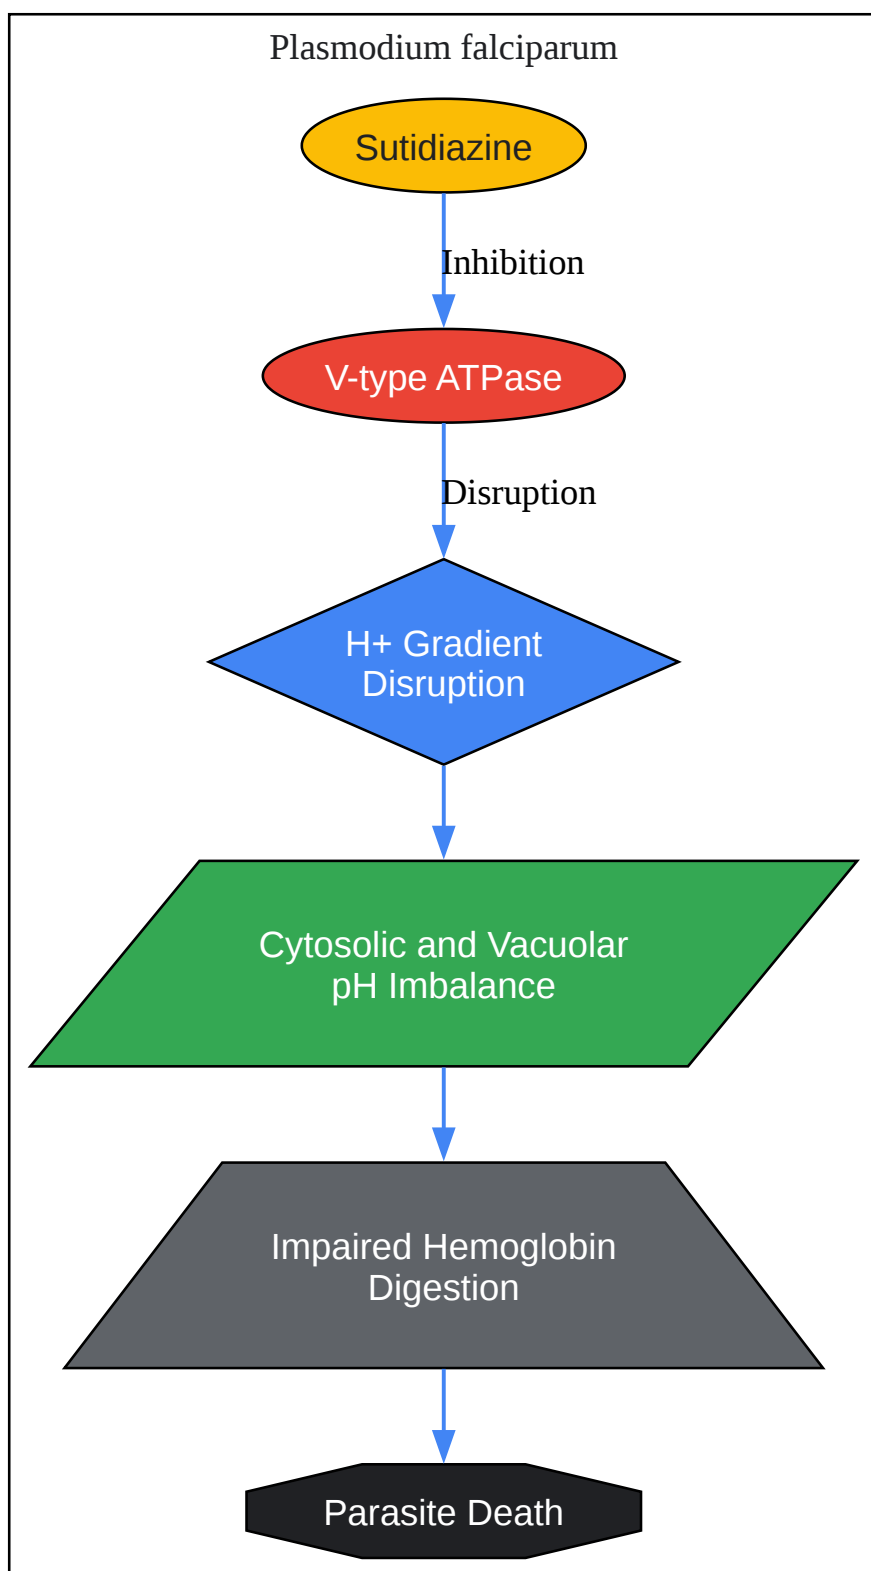 Plasmodium falciparum
Sutidiazine
Inhibition
V-type ATPase
Disruption
H+ Gradient
Disruption
Cytosolic and Vacuolar
pH Imbalance
Impaired Hemoglobin
Digestion
Parasite Death